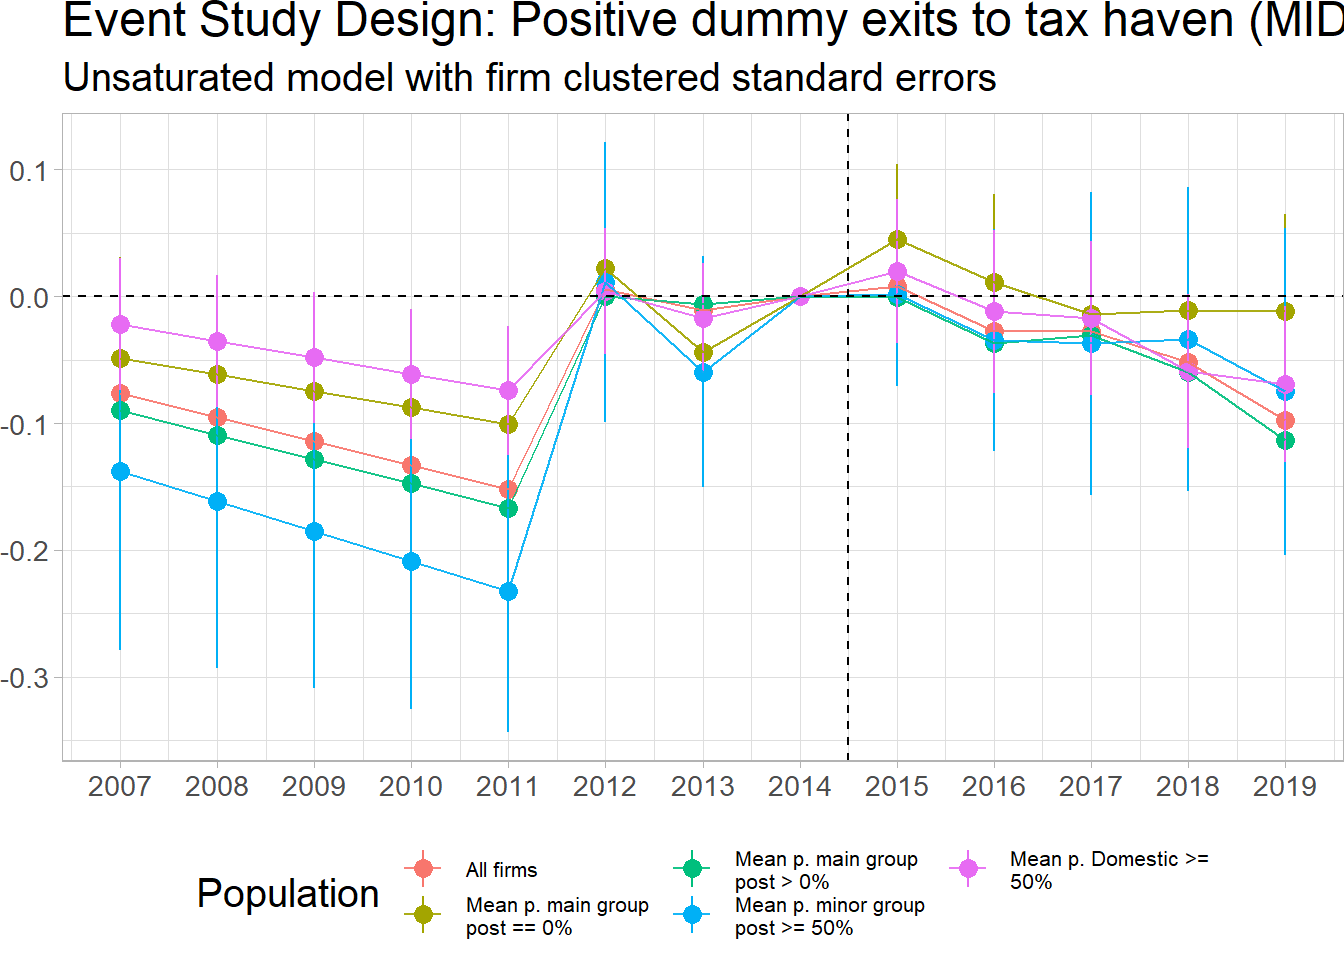 Event Study Design: Positive dummy exits to tax haven (MID
Unsaturated model with firm clustered standard errors
0.1
0.0
-0.1
-0.2
-0.3
2007 2008 2009 2010 2011 2012 2013 2014 2015 2016 2017 2018 2019
Population
All firms
Mean p. main group
post == 0%
Mean p. main group
post > 0%
Mean p. minor group
post >= 50%
Mean p. Domestic >=
50%